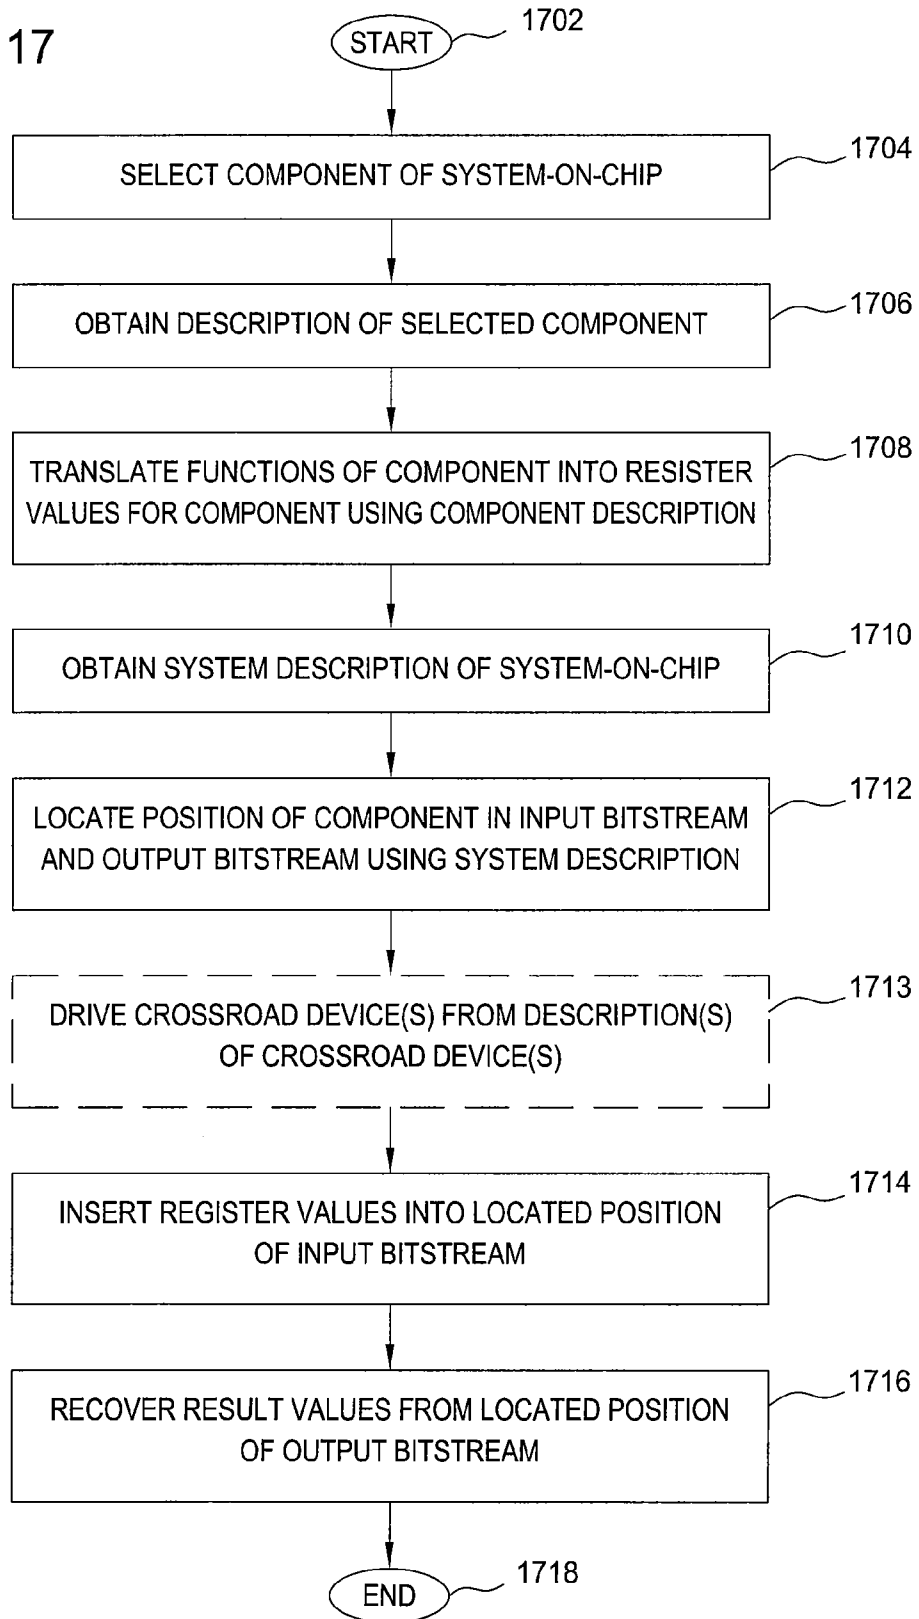 17
START
1702
SELECT COMPONENT OF SYSTEM-ON-CHIP
1704
OBTAIN DESCRIPTION OF SELECTED COMPONENT
1706
TRANSLATE FUNCTIONS OF COMPONENT INTO RESISTER
VALUES FOR COMPONENT USING COMPONENT DESCRIPTION
1708
OBTAIN SYSTEM DESCRIPTION OF SYSTEM-ON-CHIP
1710
LOCATE POSITION OF COMPONENT IN INPUT BITSTREAM
AND OUTPUT BITSTREAM USING SYSTEM DESCRIPTION
1712
DRIVE CROSSROAD DEVICE(S) FROM DESCRIPTION(S)
OF CROSSROAD DEVICE(S)
1713
INSERT REGISTER VALUES INTO LOCATED POSITION
OF INPUT BITSTREAM
1714
RECOVER RESULT VALUES FROM LOCATED POSITION
OF OUTPUT BITSTREAM
1716
END
1718